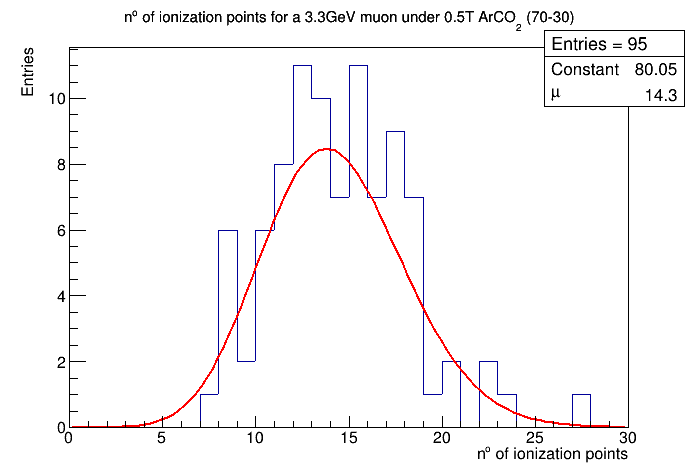 nº of ionization points for a 3.3GeV muon under 0.5T ArCO2 (70-30)
Entries = 95
Constant 80.05
μ 14.3
Entries
10
8
6
4
2
0
0 5 10 15 20 25 30
nº of ionization points